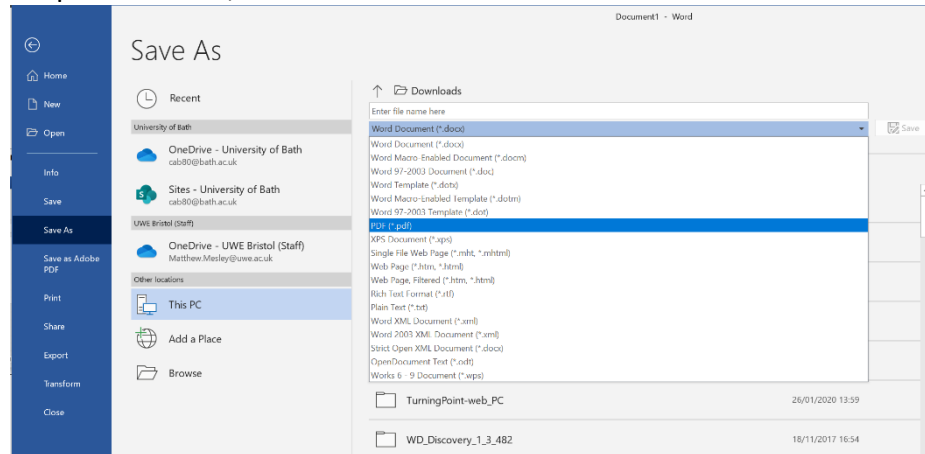 Document1 - Word
Save As
Home
New
Open
Info
Save
Save As
Save as Adobe
PDF
Print
Share
Export
Transform
Close
Recent
University of Bath
OneDrive - University of Bath
cab80@bath.ac.uk
Sites - University of Bath
cab80@bath.ac.uk
UWE Bristol (Staff)
OneDrive - UWE Bristol (Staff)
Matthew.Mesley@uwe.ac.uk
Other locations
This PC
Add a Place
Browse
Downloads
Enter file name here
Word Document (*.docx)
Save
Word Document (*.docx)
Word Macro-Enabled Document (*.docm)
Word 97-2003 Document (*.doc)
Word Template (*.dotx)
Word Macro-Enabled Template (*.dotm)
Word 97-2003 Template (*.dot)
PDF (*.pdf)
XPS Document (*.xps)
Single File Web Page (*.mht, *.mhtml)
Web Page (*.htm, *.html)
Web Page, Filtered (*.htm, *.html)
Rich Text Format (*.rtf)
Plain Text (*.txt)
Word XML Document (*.xml)
Word 2003 XML Document (*.xml)
Strict Open XML Document (*.docx)
OpenDocument Text (*.odt)
Works 6 - 9 Document (*.wps)
TurningPoint-web_PC 26/01/2020 13:59
WD_Discovery_1_3_482 18/11/2017 16:54